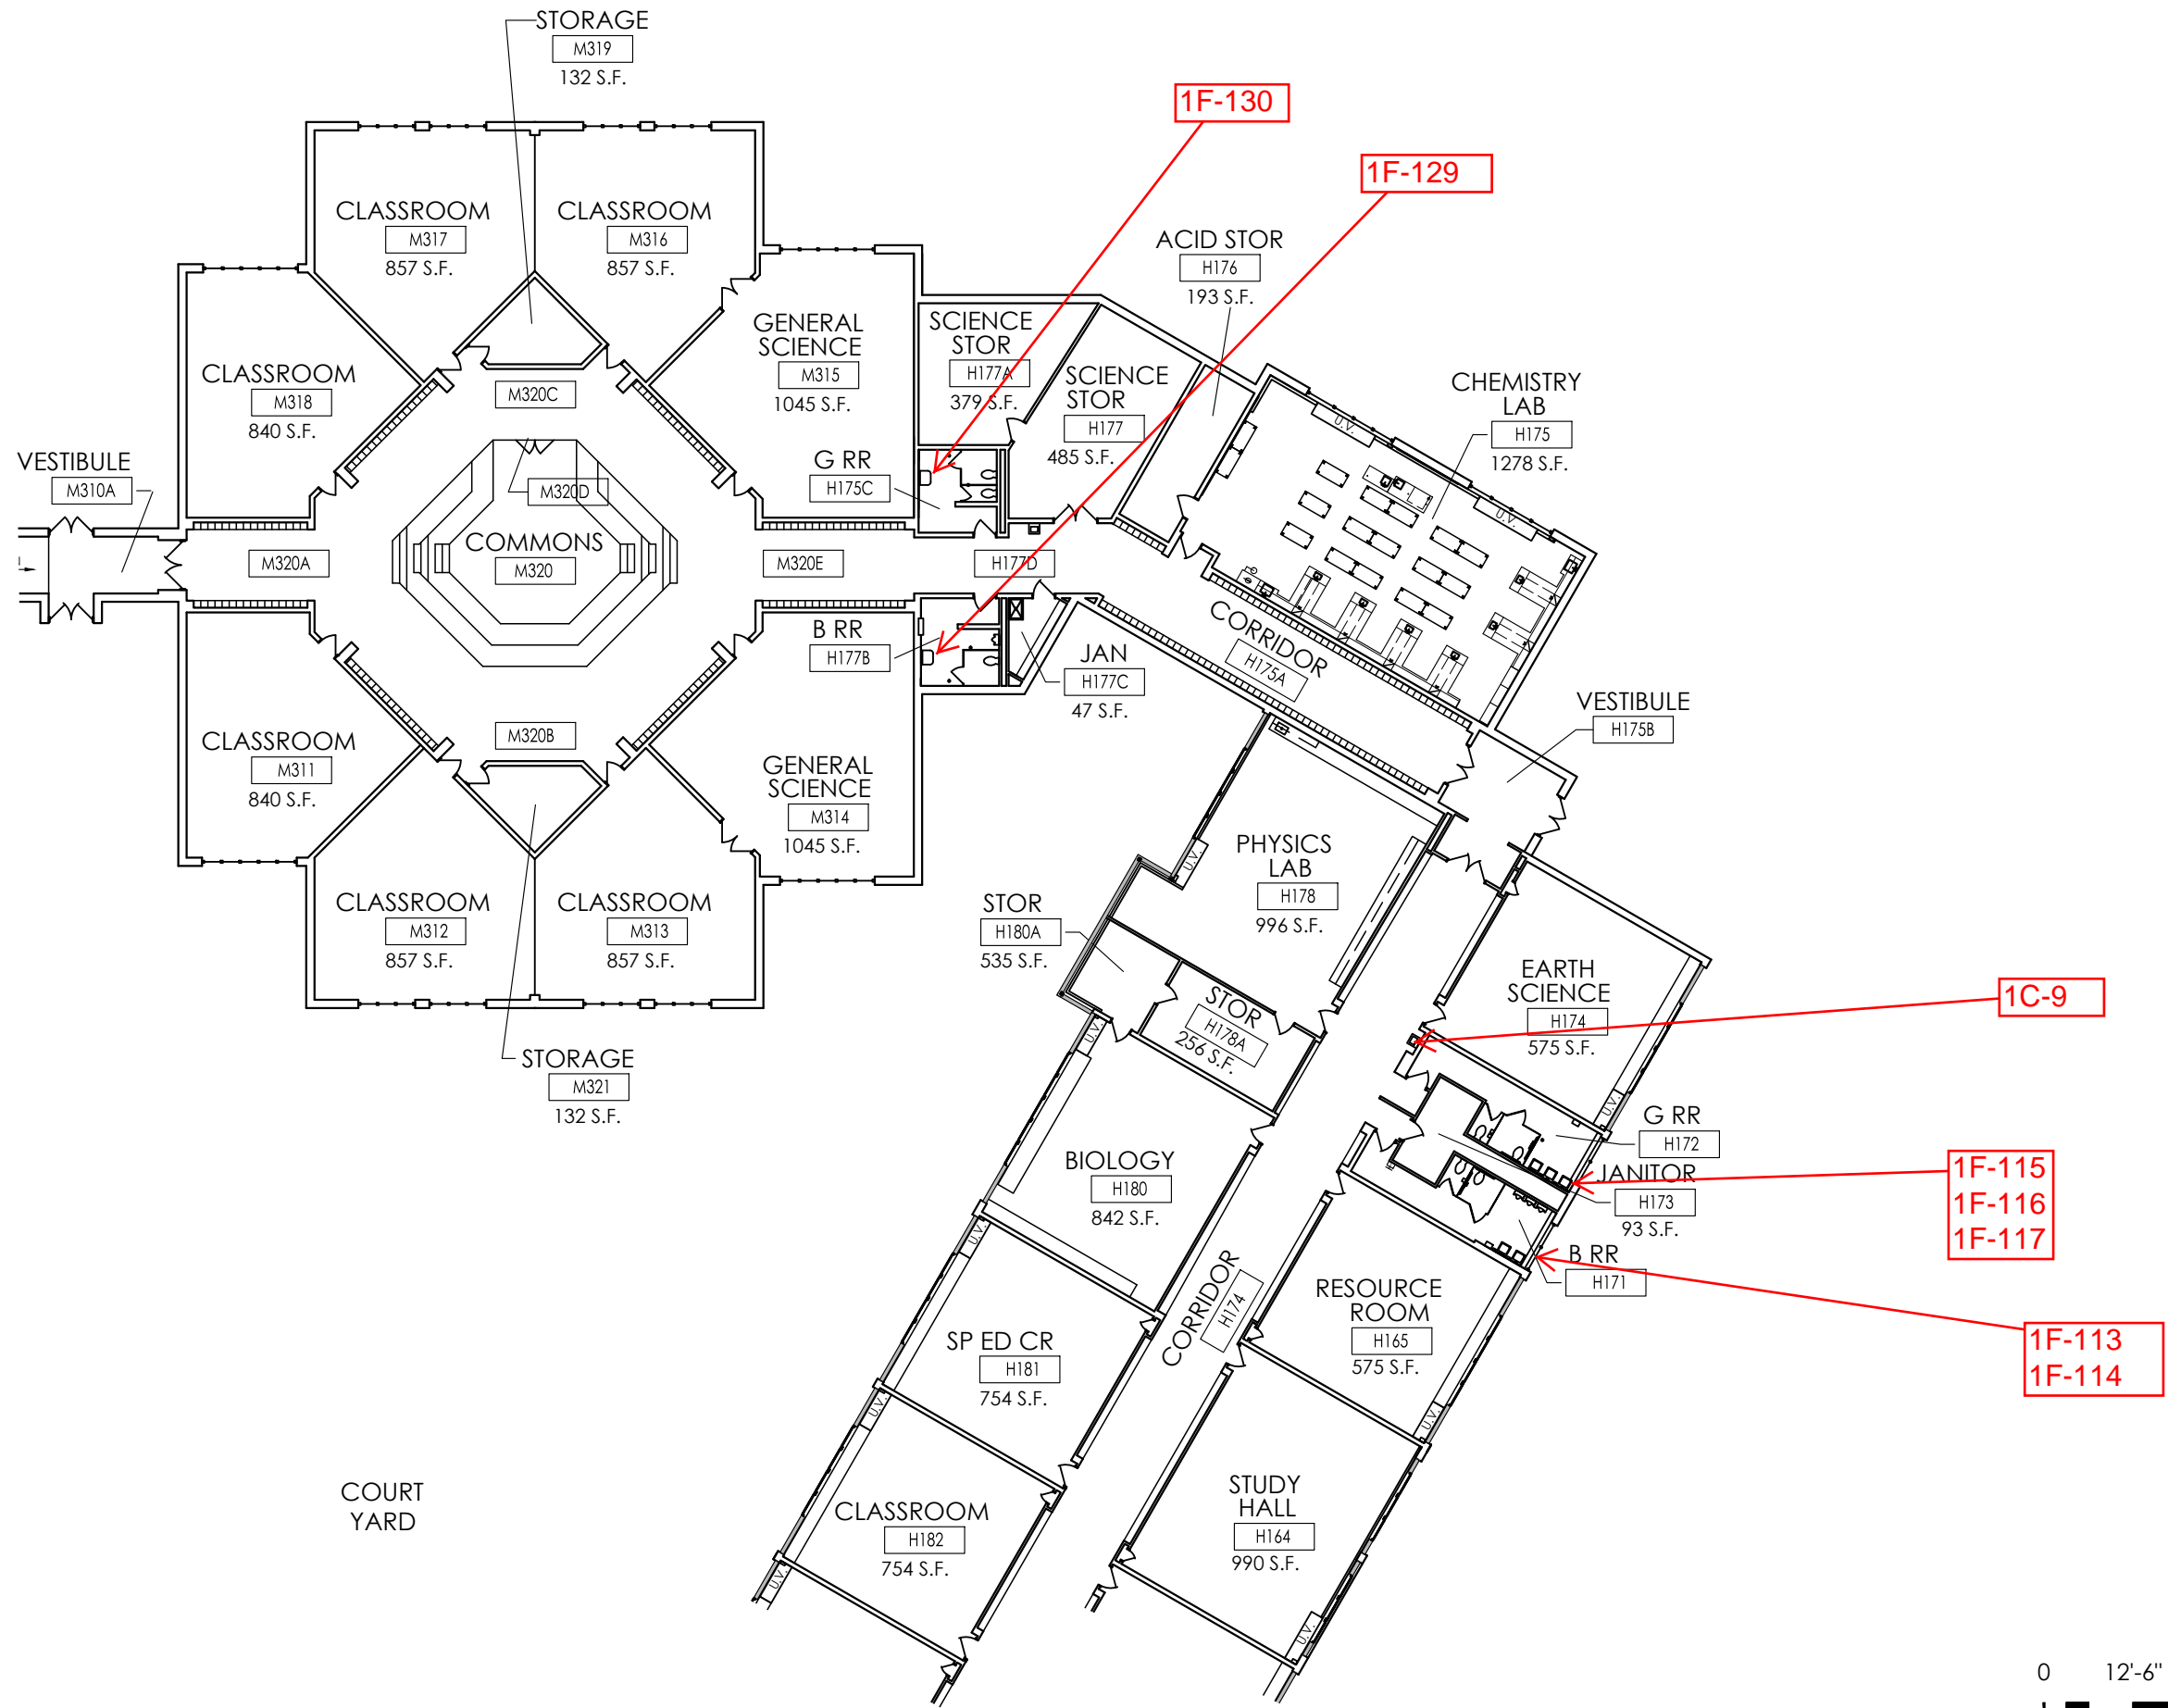 STORAGE
M319
132 S.F.
1F-130
1F-129
CLASSROOM
M317
857 S.F.
CLASSROOM
M316
857 S.F.
ACID STOR
H176
193 S.F.
GENERAL
SCIENCE
M315
1045 S.F.
SCIENCE
STOR
H177A
379 S.F.
SCIENCE
STOR
H177
485 S.F.
CHEMISTRY
LAB
H175
1278 S.F.
U.V.
U.V.
CLASSROOM
M318
840 S.F.
M320C
VESTIBULE
M310A
G RR
H175C
M320D
COMMONS
M320
M320A
M320E
H177D
B RR
H177B
JAN
H177C
47 S.F.
CORRIDOR
H175A
VESTIBULE
H175B
CLASSROOM
M311
840 S.F.
M320B
GENERAL
SCIENCE
M314
1045 S.F.
PHYSICS
LAB
H178
996 S.F.
U.V.
CLASSROOM
M312
857 S.F.
CLASSROOM
M313
857 S.F.
STOR
H180A
535 S.F.
EARTH
SCIENCE
H174
575 S.F.
U.V.
1C-9
STOR
H178A
256 S.F.
U.V.
STORAGE
M321
132 S.F.
G RR
H172
JANITOR
H173
93 S.F.
1F-115
1F-116
1F-117
BIOLOGY
H180
842 S.F.
U.V.
B RR
H171
1F-113
1F-114
CORRIDOR
H174
RESOURCE
ROOM
H165
575 S.F.
U.V.
SP ED CR
H181
754 S.F.
U.V.
COURT
YARD
CLASSROOM
H182
754 S.F.
U.V.
STUDY
HALL
H164
990 S.F.
U.V.
0 12'-6"